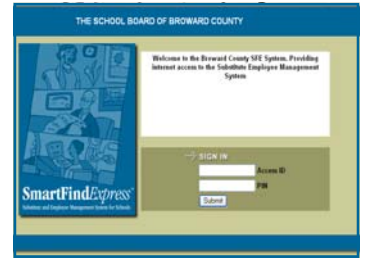 THE SCHOOL BOARD OF BROWARD COUNTY
Welcome to the Broward County SFE System. Providing
internet access to the Substitute Employee Management
System
SIGN IN
Access ID
PIN
Submit
SmartFindExpress
Substitute and Employee Management System for Schools